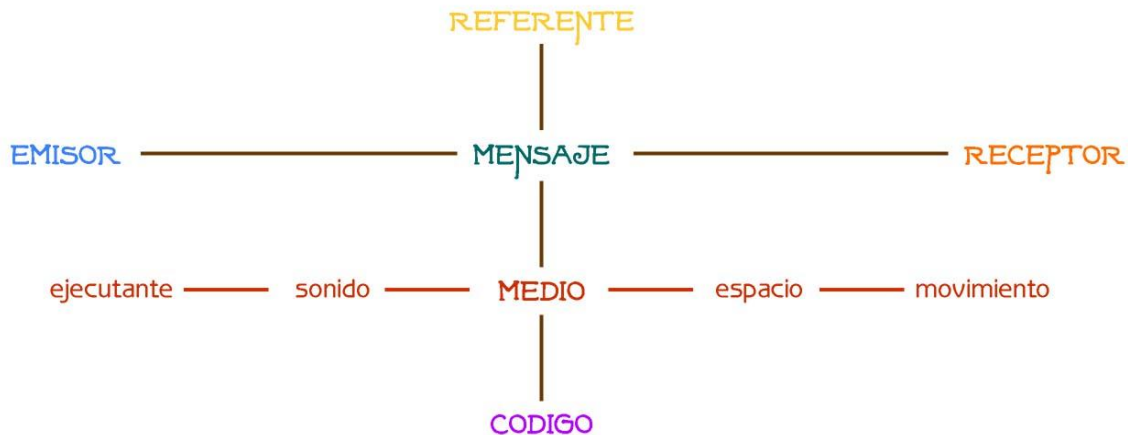 REFERENTE
EMISOR MENSAJE RECEPTOR
ejecutante sonido MEDIO espacio movimiento
CODIGO